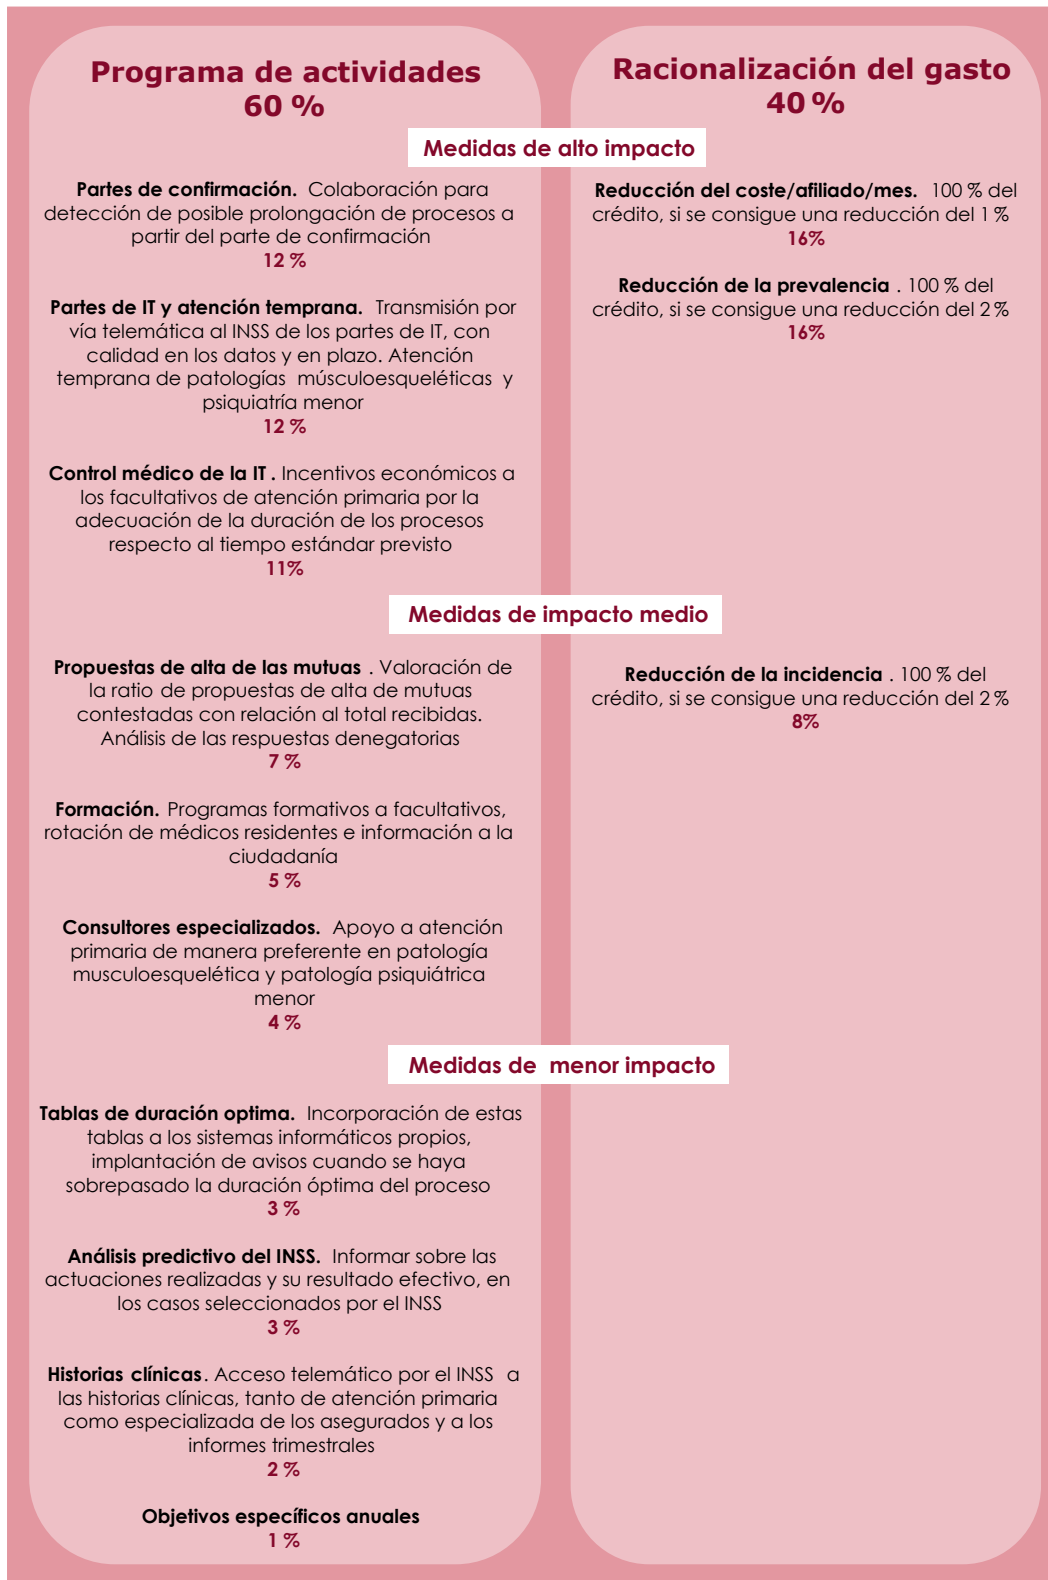 Programa de actividades
60 %
Racionalización del gasto
40 %
Medidas de alto impacto
Partes de confirmación. Colaboración para
detección de posible prolongación de procesos a
partir del parte de confirmación
12 %
Partes de IT y atención temprana. Transmisión por
vía telemática al INSS de los partes de IT, con
calidad en los datos y en plazo. Atención
temprana de patologías músculoesqueléticas y
psiquiatría menor
12 %
Control médico de la IT . Incentivos económicos a
los facultativos de atención primaria por la
adecuación de la duración de los procesos
respecto al tiempo estándar previsto
11%
Reducción del coste/afiliado/mes. 100 % del
crédito, si se consigue una reducción del 1 %
16%
Reducción de la prevalencia . 100 % del
crédito, si se consigue una reducción del 2 %
16%
Medidas de impacto medio
Propuestas de alta de las mutuas . Valoración de
la ratio de propuestas de alta de mutuas
contestadas con relación al total recibidas.
Análisis de las respuestas denegatorias
7 %
Formación. Programas formativos a facultativos,
rotación de médicos residentes e información a la
ciudadanía
5 %
Consultores especializados. Apoyo a atención
primaria de manera preferente en patología
musculoesquelética y patología psiquiátrica
menor
4 %
Reducción de la incidencia . 100 % del
crédito, si se consigue una reducción del 2 %
8%
Medidas de menor impacto
Tablas de duración optima. Incorporación de estas
tablas a los sistemas informáticos propios,
implantación de avisos cuando se haya
sobrepasado la duración óptima del proceso
3 %
Análisis predictivo del INSS. Informar sobre las
actuaciones realizadas y su resultado efectivo, en
los casos seleccionados por el INSS
3 %
Historias clínicas. Acceso telemático por el INSS a
las historias clínicas, tanto de atención primaria
como especializada de los asegurados y a los
informes trimestrales
2 %
Objetivos específicos anuales
1 %